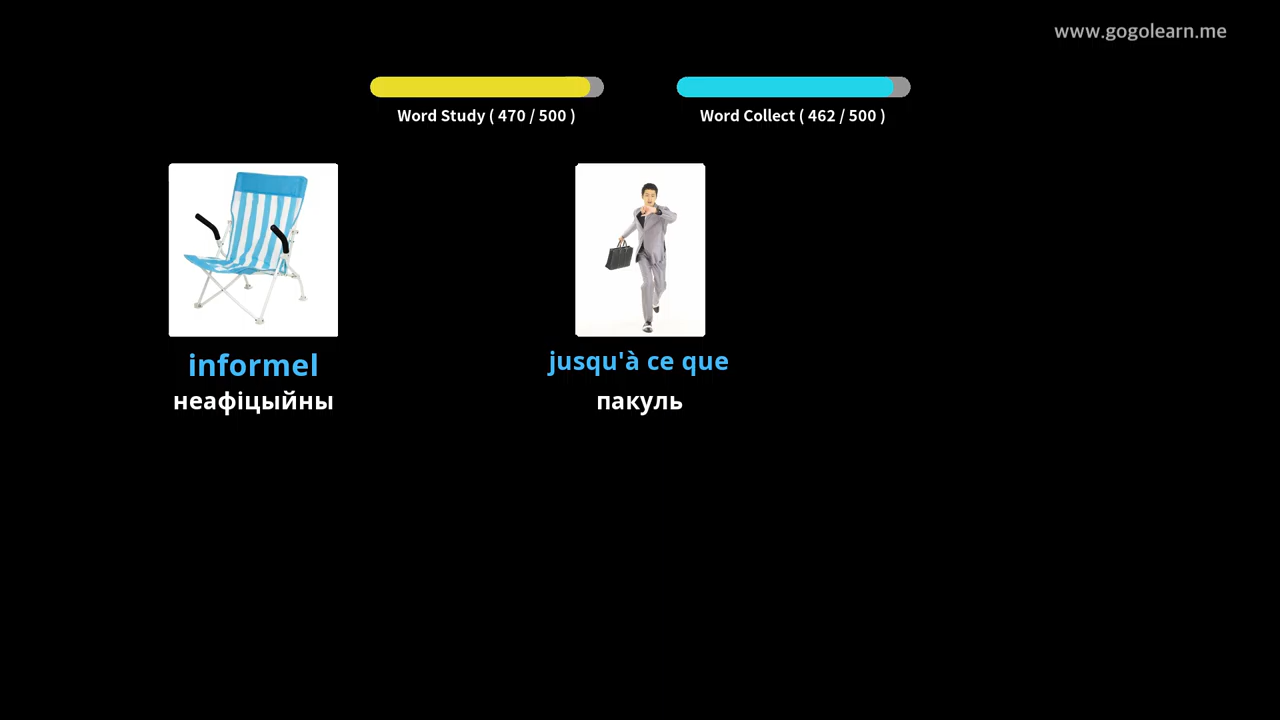 www.gogolearn.me
Word Study ( 470 / 500 )
Word Collect ( 462 / 500 )
informel
неафіцыйны
jusqu'à ce que
пакуль